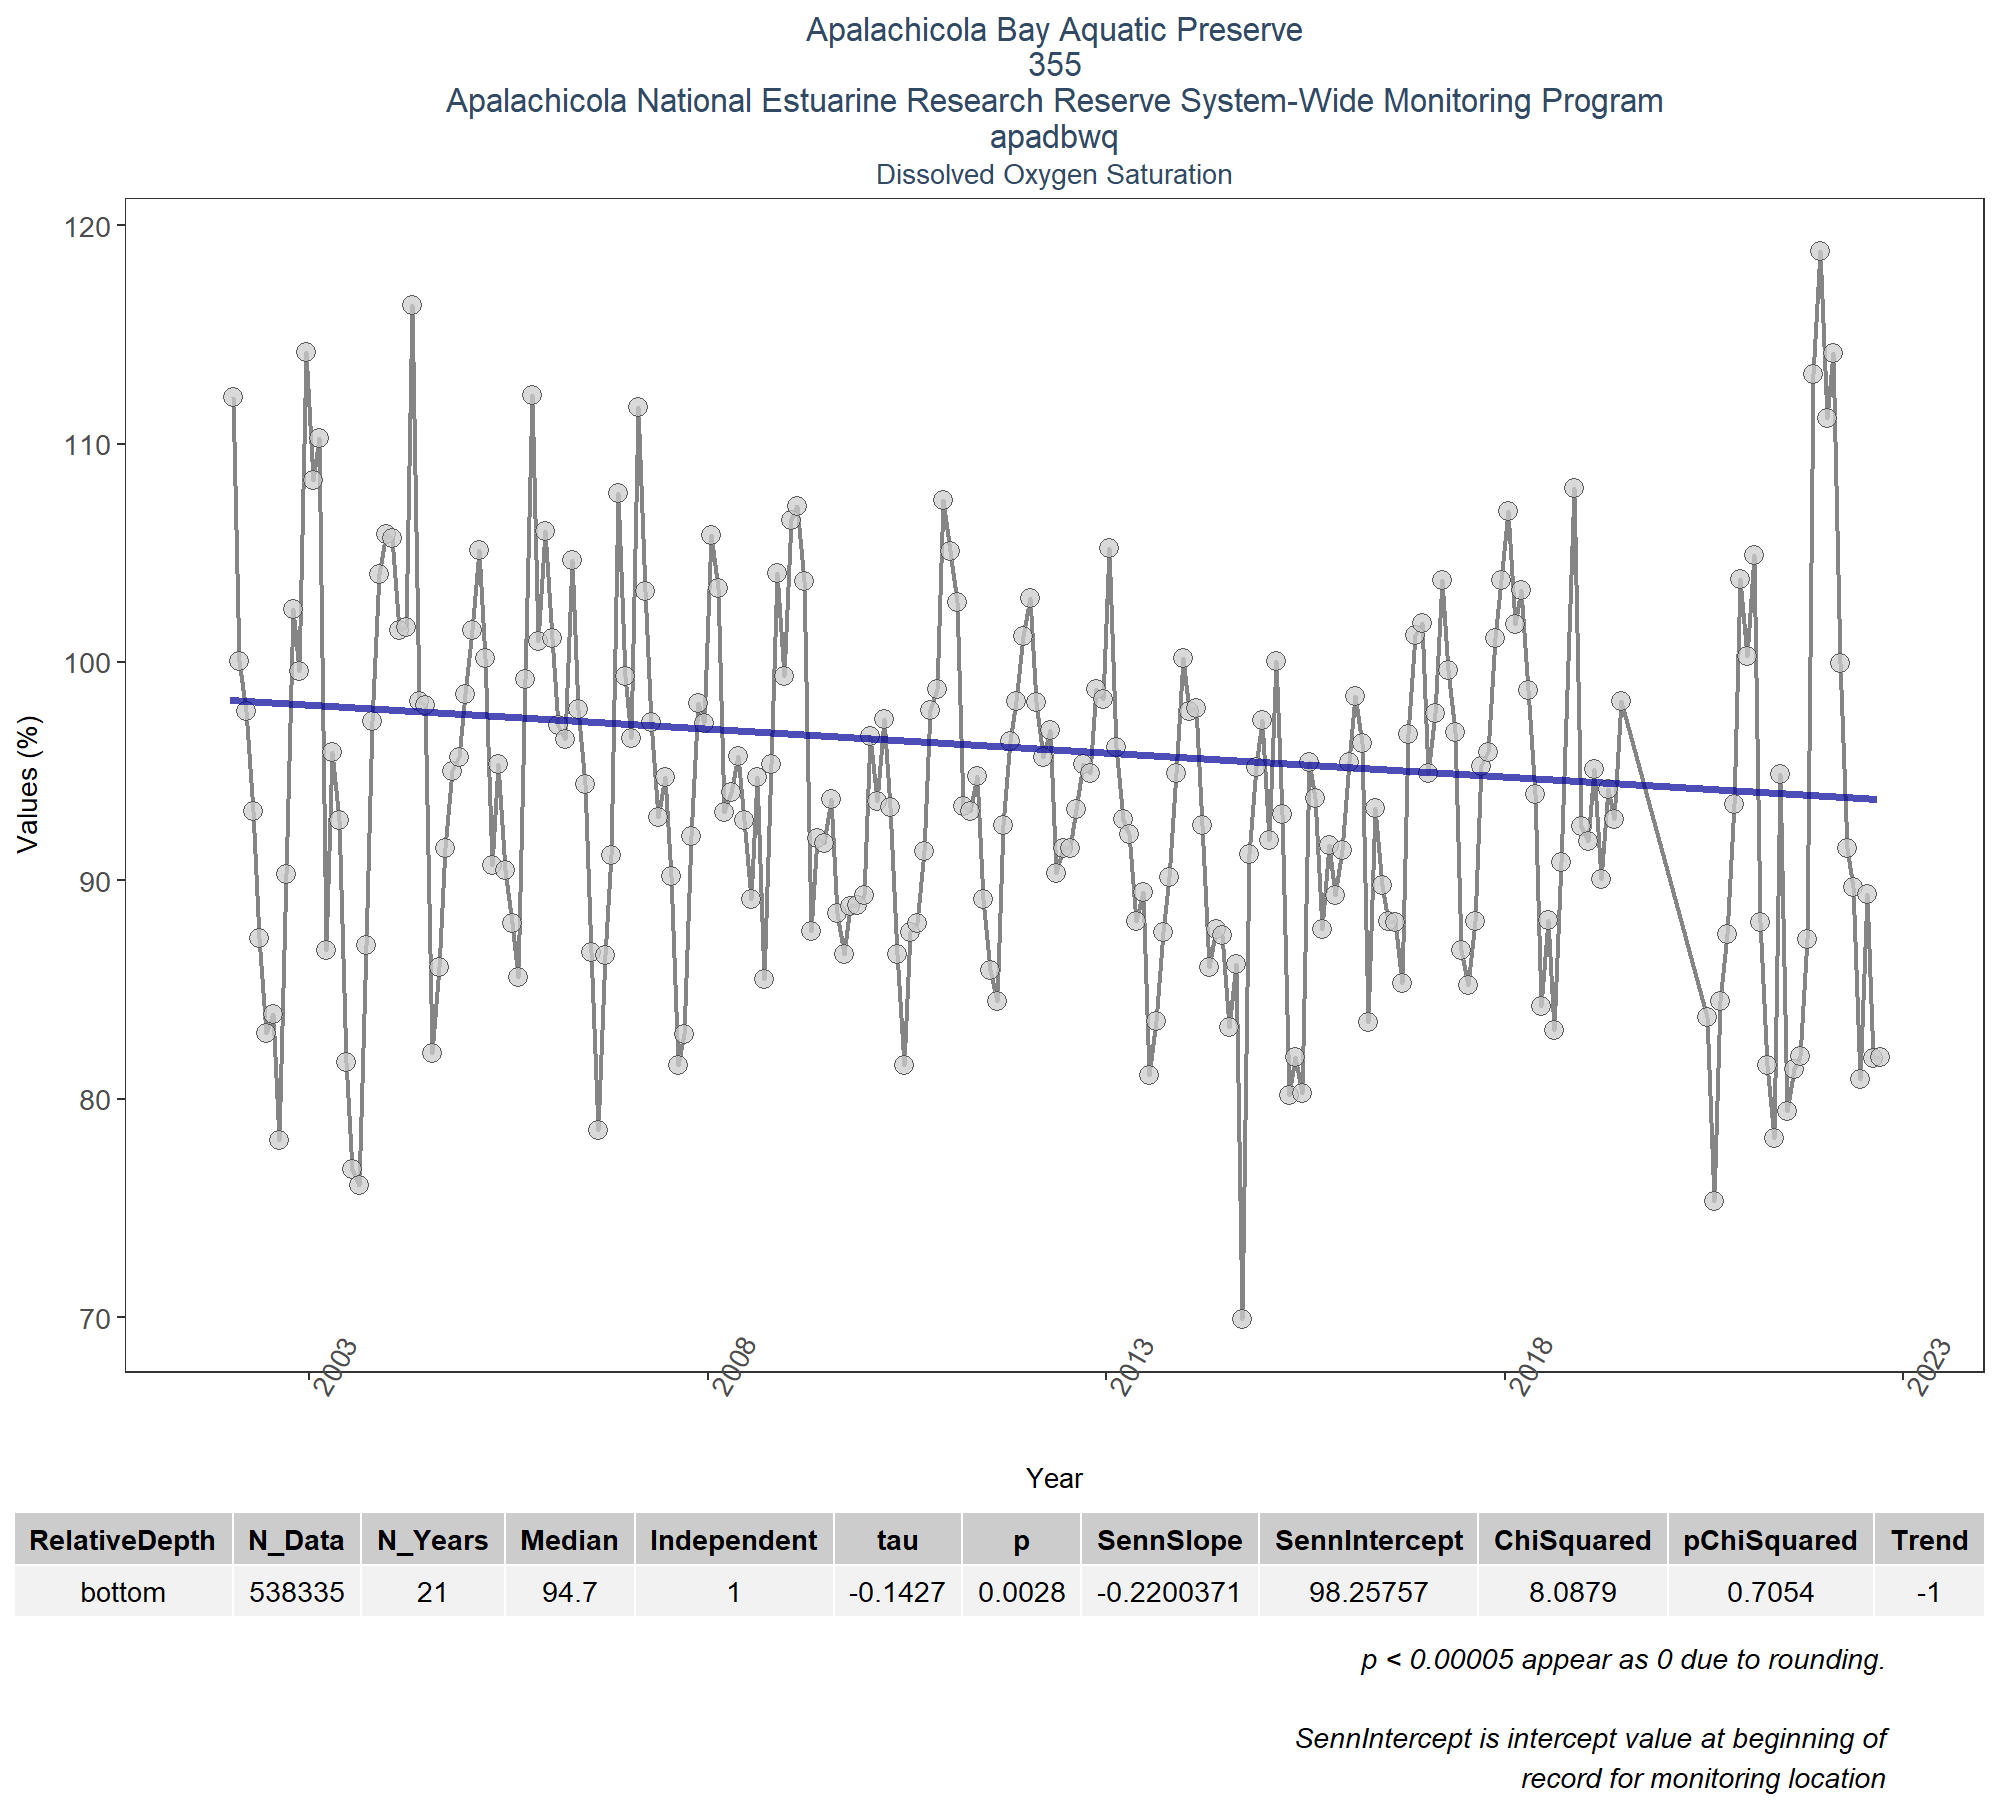 Apalachicola Bay Aquatic Preserve
355
Apalachicola National Estuarine Research Reserve System-Wide Monitoring Program
apadbwq
Dissolved Oxygen Saturation
Values (%)
120
110
100
90
80
70
2003 2008 2013 2018 2023
Year
RelativeDepth N_Data N_Years Median Independent tau p SennSlope SennIntercept ChiSquared pChiSquared Trend
bottom 538335 21 94.7 1 -0.1427 0.0028 -0.2200371 98.25757 8.0879 0.7054 -1
p < 0.00005 appear as 0 due to rounding.
SennIntercept is intercept value at beginning of
record for monitoring location